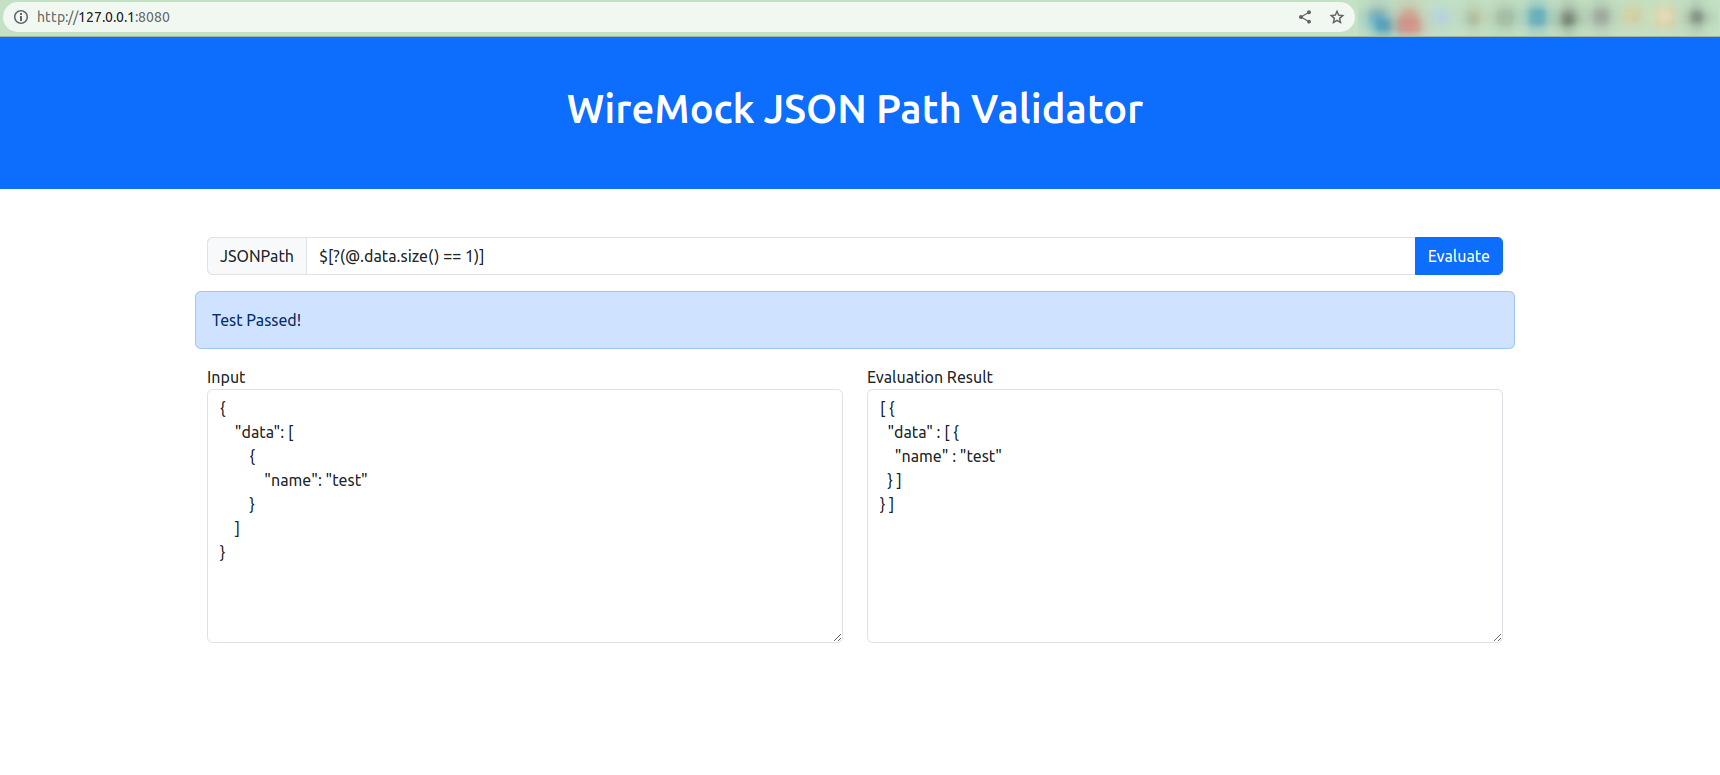 http://127.0.0.1:8080
WireMock JSON Path Validator
JSONPath $[?(@.data.size() == 1)] Evaluate
Test Passed!
Input
{
"data": [
{
"name": "test"
}
]
}
Evaluation Result
[ {
"data" : [ {
"name" : "test"
} ]
} ]